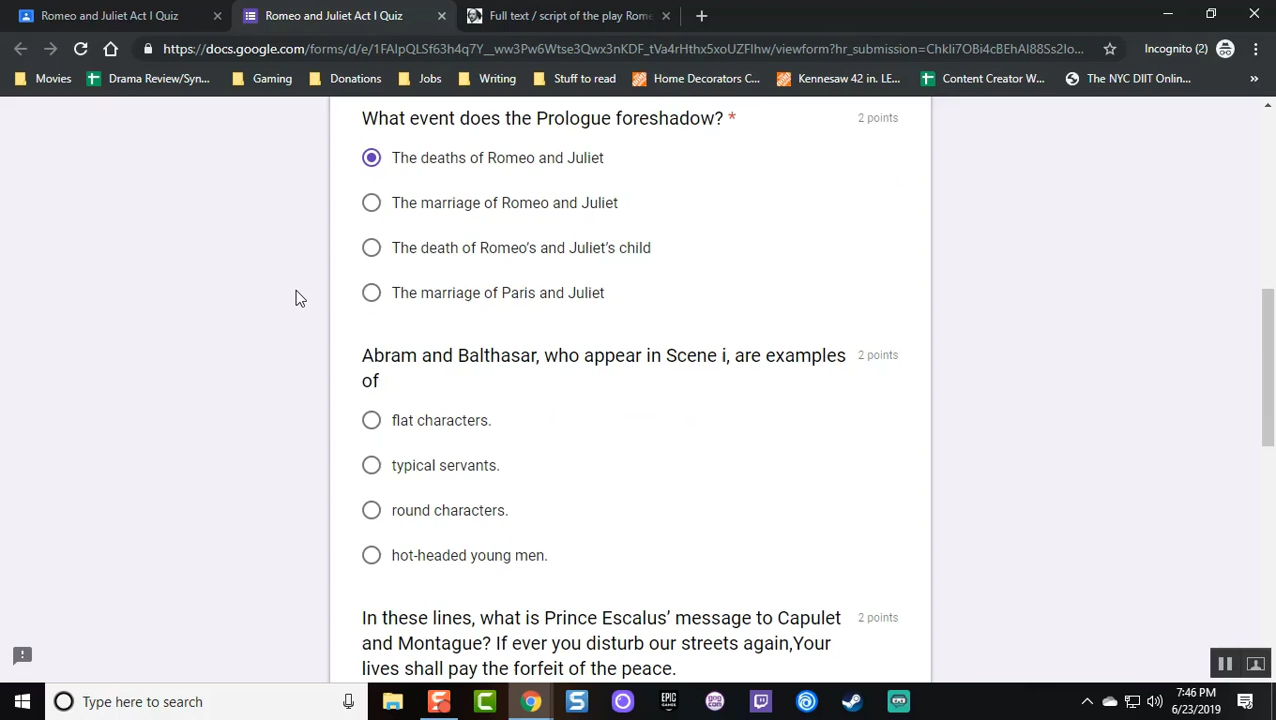 Romeo and Juliet Act I Quiz
Romeo and Juliet Act I Quiz
Full text / script of the play Rom
https://docs.google.com/forms/d/e/1FAIpQLSf63h4q7Y__ww3Pw6Wtse3Qwx3nKDF_tVa4rHthx5xoUZFlhw/viewform?hr_submission=Chkli7OBi4cBEhAI88Ss2lo...
Incognito (2)
Movies
Drama Review/Syn...
Gaming
Donations
Jobs
Writing
Stuff to read
Home Decorators C...
Kennesaw 42 in. LE...
Content Creator W...
The NYC DIIT Onlin...
»
What event does the Prologue foreshadow? *
2 points
The deaths of Romeo and Juliet
The marriage of Romeo and Juliet
The death of Romeo's and Juliet's child
The marriage of Paris and Juliet
Abram and Balthasar, who appear in Scene i, are examples
2 points
of
flat characters.
typical servants.
round characters.
hot-headed young men.
In these lines, what is Prince Escalus' message to Capulet
2 points
and Montague? If ever you disturb our streets again,Your
lives shall pay the forfeit of the peace.
Type here to search
EPIC
GAMES
7:46 PM
6/23/2019